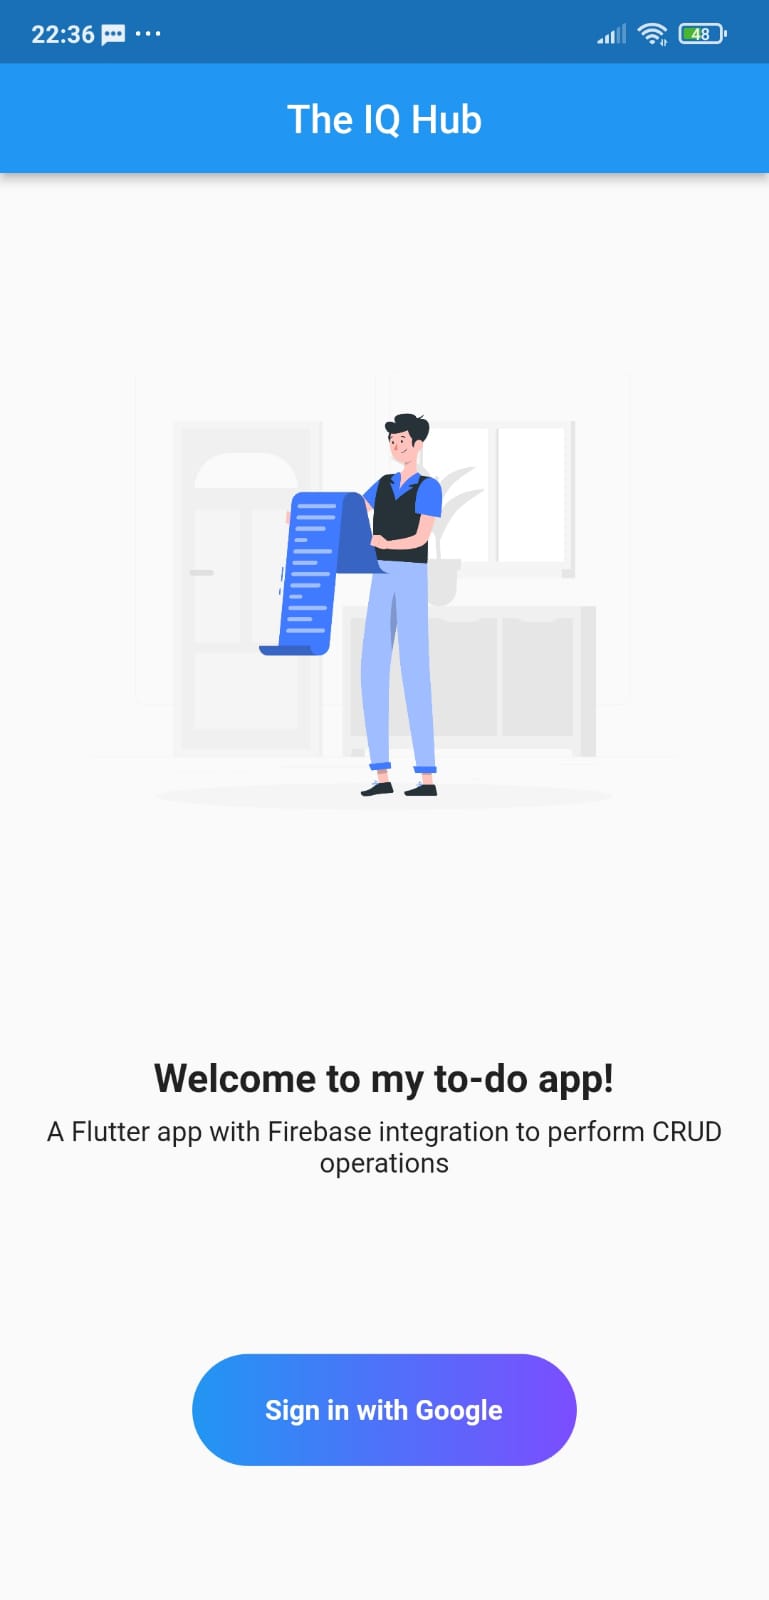 22:36
48
The IQ Hub
Welcome to my to-do app!
A Flutter app with Firebase integration to perform CRUD
operations
Sign in with Google